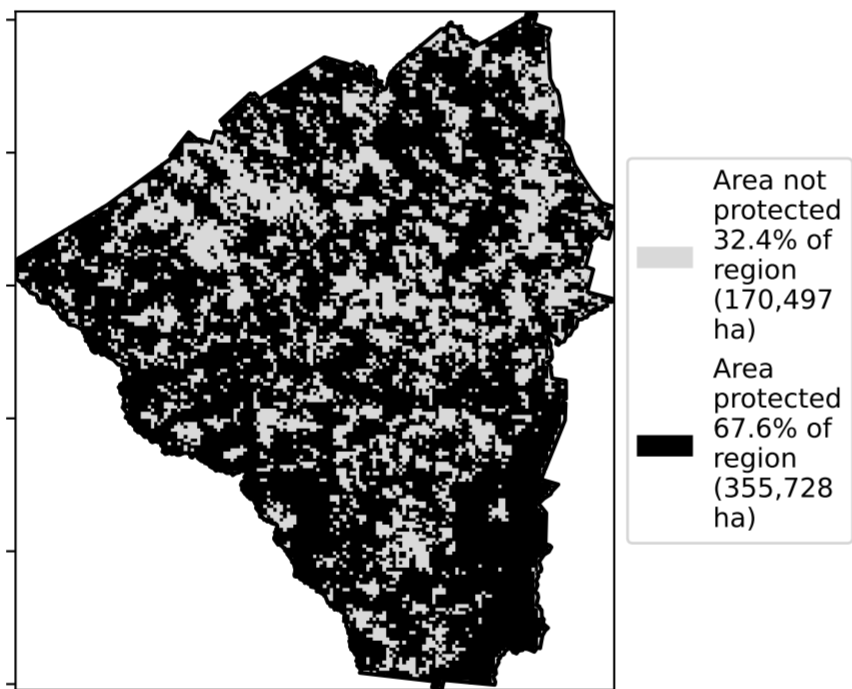 Area not
protected
32.4% of
region
(170,497
ha)
Area
protected
67.6% of
region
(355,728
ha)